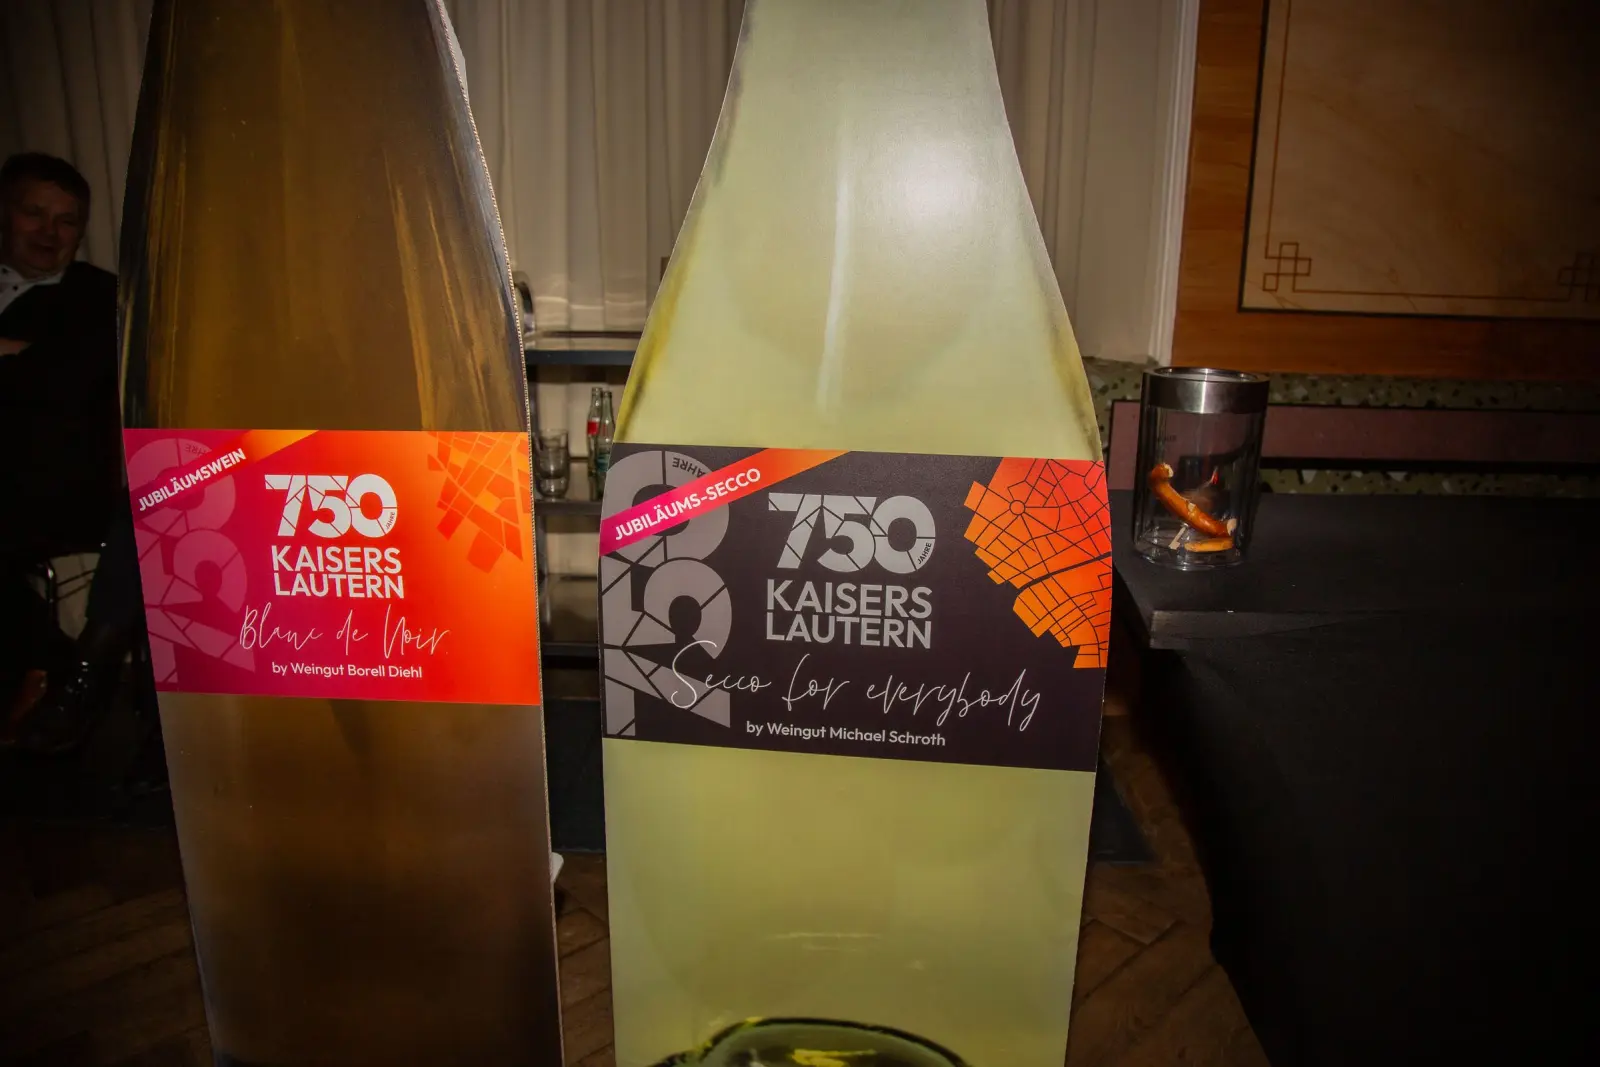 JUBILÄUMSWEIN
750
JAHRE
KAISERS
LAUTERN
Blanc de Noir
by Weingut Borell Diehl
JAHRE
JUBILÄUMS-SECCO
750
JAHRE
KAISERS
LAUTERN
Secco for everybody
by Weingut Michael Schroth